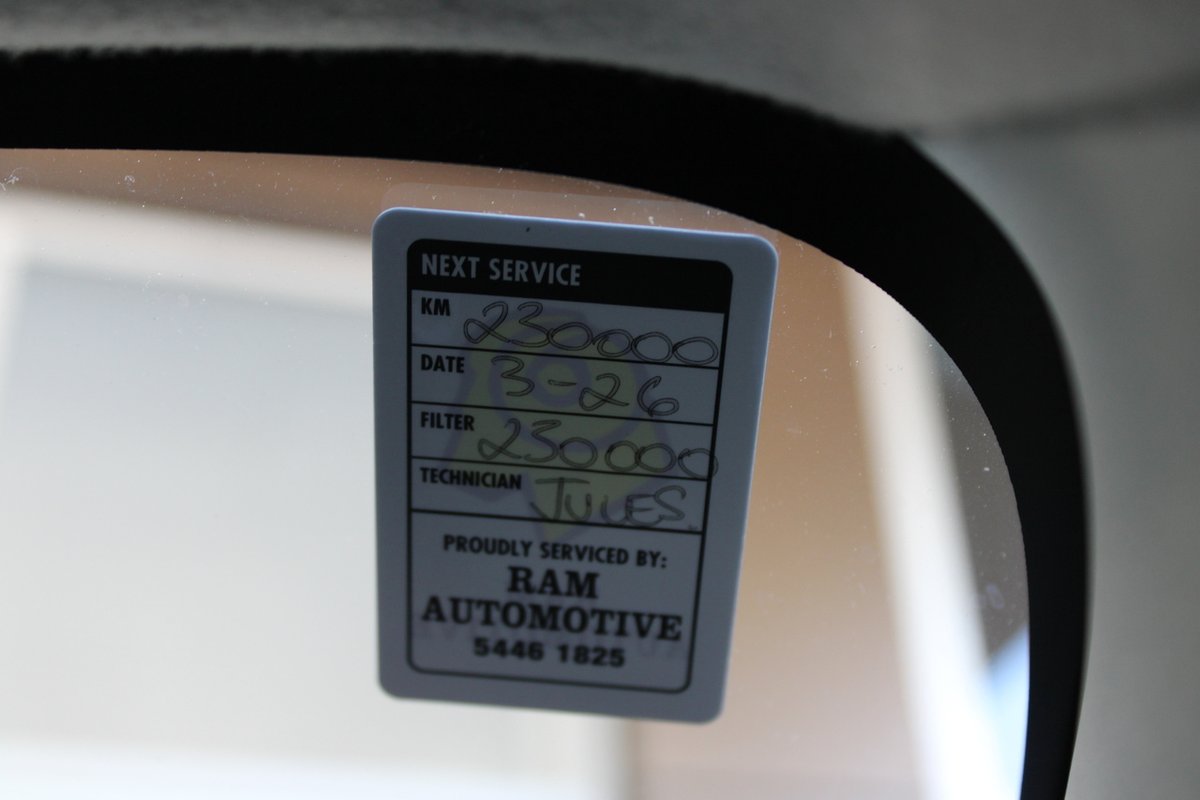 NEXT SERVICE
KM 230000
DATE 3-26
FILTER 230000
TECHNICIAN JULES
PROUDLY SERVICED BY:
RAM
AUTOMOTIVE
5446 1825